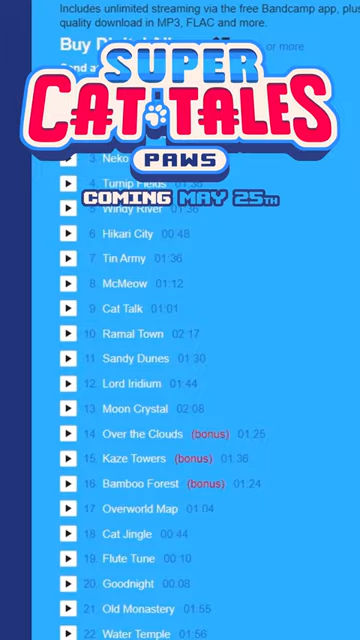 Includes unlimited streaming via the free Bandcamp app, plus
quality download in MP3, FLAC and more.
Buy
or more
SUPER
CAT TALES
PAWS
COMING MAY 25TH
3. Neko
4. Turnip Fields 01:36
5. Windy River 01:36
6. Hikari City 00:48
7. Tin Army 01:36
8. McMeow 01:12
9. Cat Talk 01:01
10. Ramal Town 02:17
11. Sandy Dunes 01:30
12. Lord Iridium 01:44
13. Moon Crystal 02:08
14. Over the Clouds (bonus) 01:25
15. Kaze Towers (bonus) 01:36
16. Bamboo Forest (bonus) 01:24
17. Overworld Map 01:04
18. Cat Jingle 00:44
19. Flute Tune 00:10
20. Goodnight 00:08
21. Old Monastery 01:55
22. Water Temple 01:56